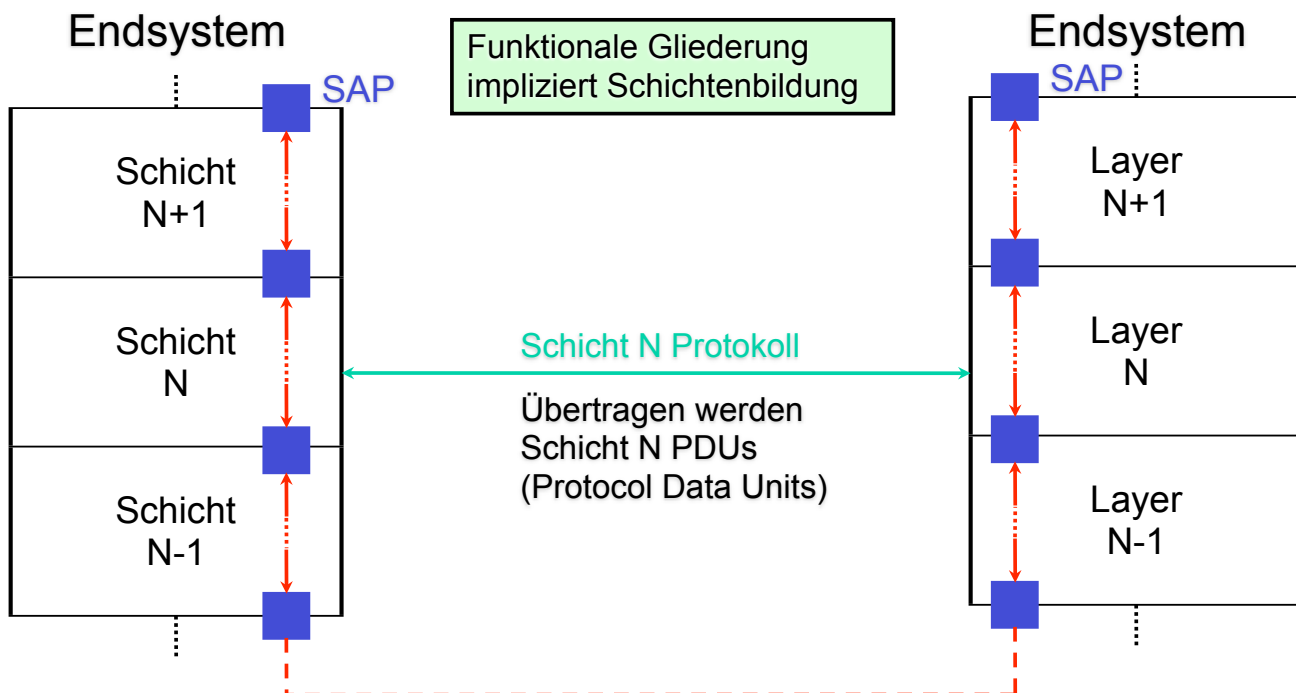 Endsystem
Funktionale Gliederung
impliziert Schichtenbildung
Endsystem
SAP
SAP
Schicht
N+1
Layer
N+1
Schicht
N
Schicht N Protokoll
Layer
N
Übertragen werden
Schicht N PDUs
(Protocol Data Units)
Schicht
N-1
Layer
N-1